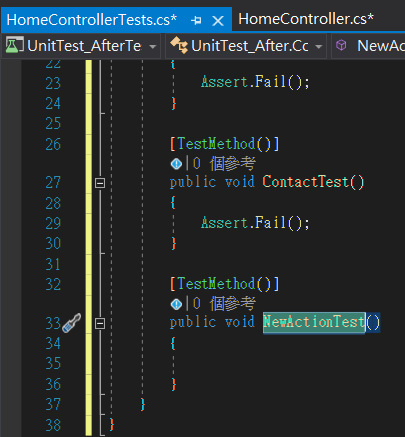 HomeControllerTests.cs*
HomeController.cs*
UnitTest_AfterTe
UnitTest_After.Cc
NewAc
22 {
23 Assert.Fail();
24 }
25
26 [TestMethod()]
|0 個參考
27 public void ContactTest()
28 {
29 Assert.Fail();
30 }
31
32 [TestMethod()]
|0 個參考
33 public void NewActionTest()
34 {
35
36 }
37 }
38 }